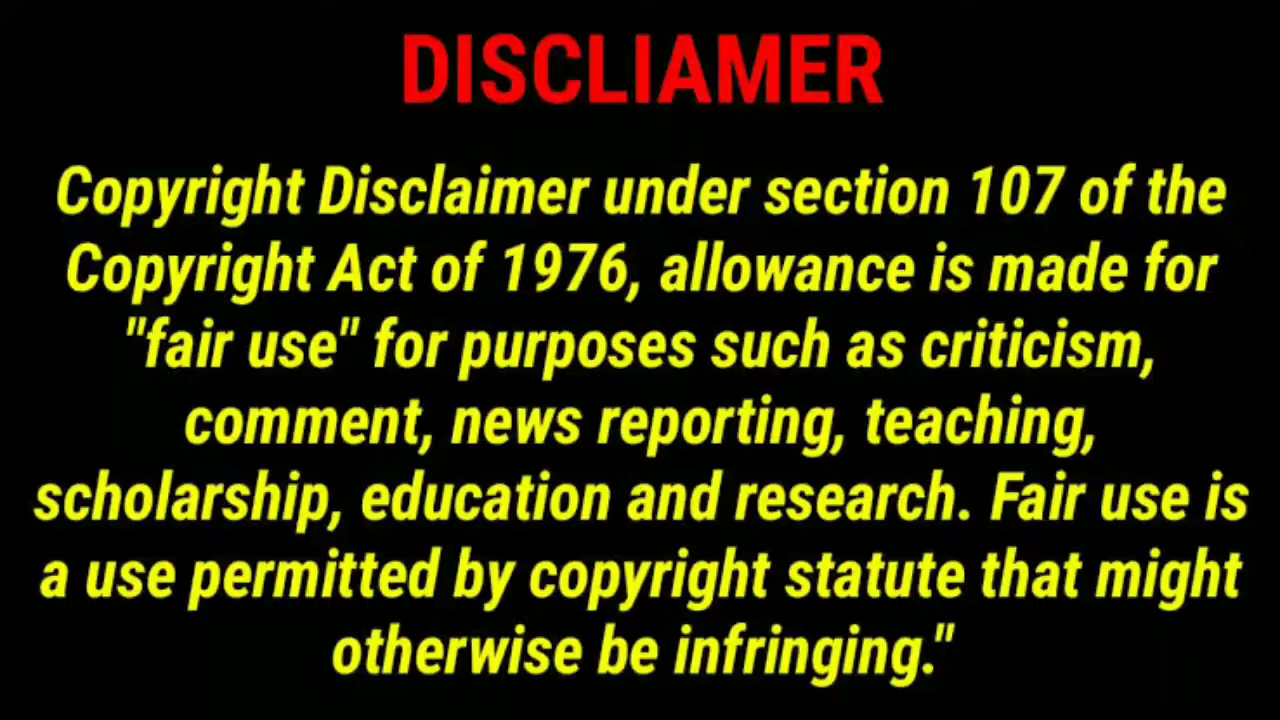 DISCLIAMER
Copyright Disclaimer under section 107 of the
Copyright Act of 1976, allowance is made for
"fair use" for purposes such as criticism,
comment, news reporting, teaching,
scholarship, education and research. Fair use is
a use permitted by copyright statute that might
otherwise be infringing."